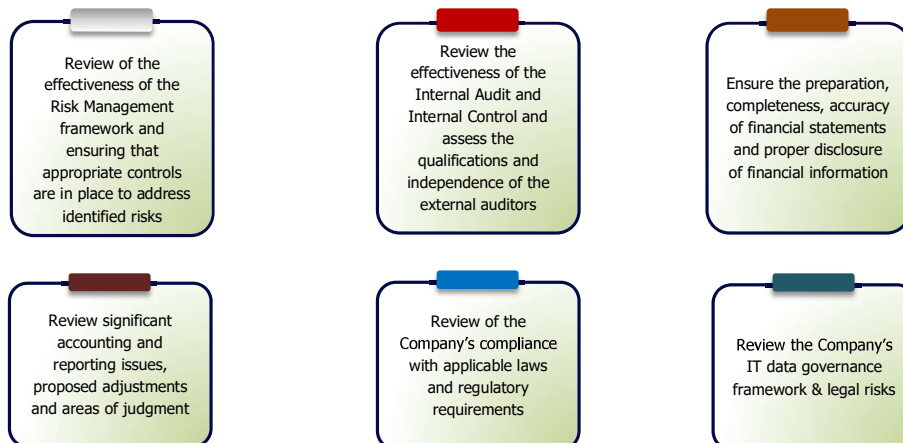 Review of the
effectiveness of the
Risk Management
framework and
ensuring that
appropriate controls
are in place to address
identified risks
Review the
effectiveness of the
Internal Audit and
Internal Control and
assess the
qualifications and
independence of the
external auditors
Ensure the preparation,
completeness, accuracy
of financial statements
and proper disclosure
of financial information
Review significant
accounting and
reporting issues,
proposed adjustments
and areas of judgment
Review of the
Company’s compliance
with applicable laws
and regulatory
requirements
Review the Company’s
IT data governance
framework & legal risks